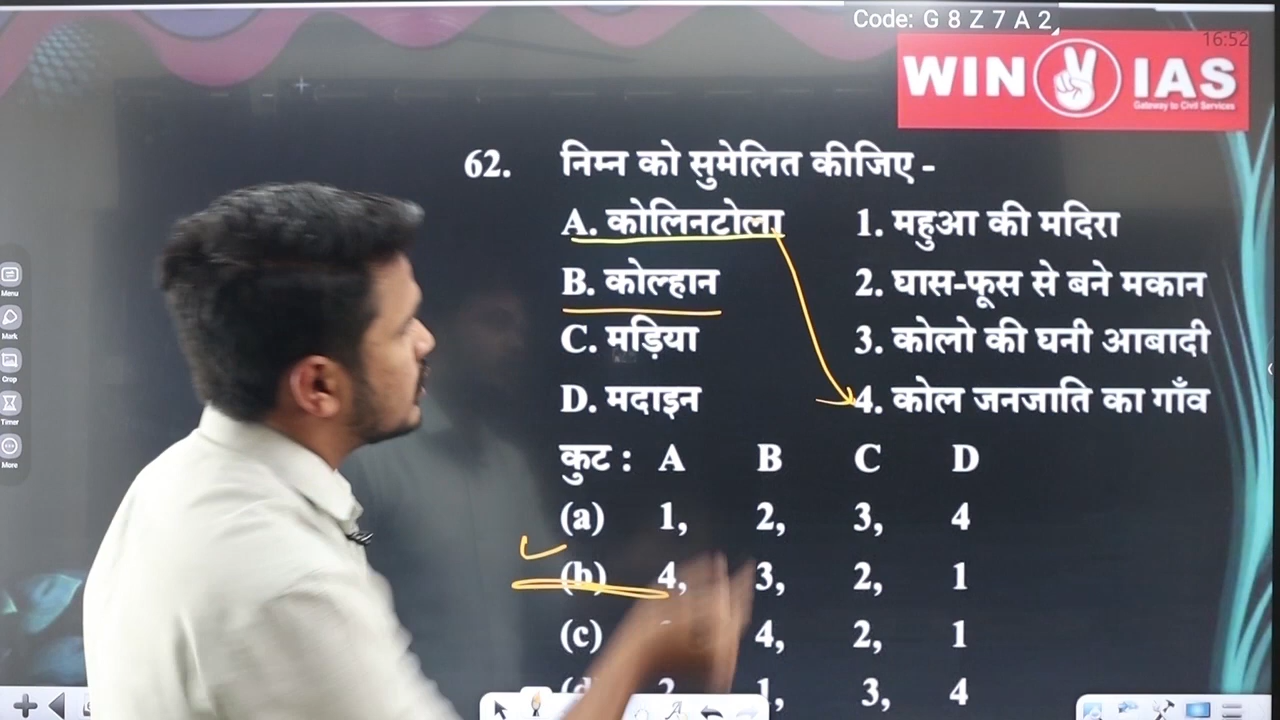 Code: G 8 Z 7 A 2
16:52
WIN IAS
Gateway to Civil Services
62. निम्न को सुमेलित कीजिए -
A. कोलिनटोला 1. महुआ की मदिरा
B. कोल्हान 2. घास-फूस से बने मकान
C. मड़िया 3. कोलो की घनी आबादी
D. मदाइन 4. कोल जनजाति का गाँव
कुट : A B C D
(a) 1, 2, 3, 4
(b) 4, 3, 2, 1
(c) 4, 2, 1
2 1, 3, 4
Menu
Mark
Crop
Timer
More